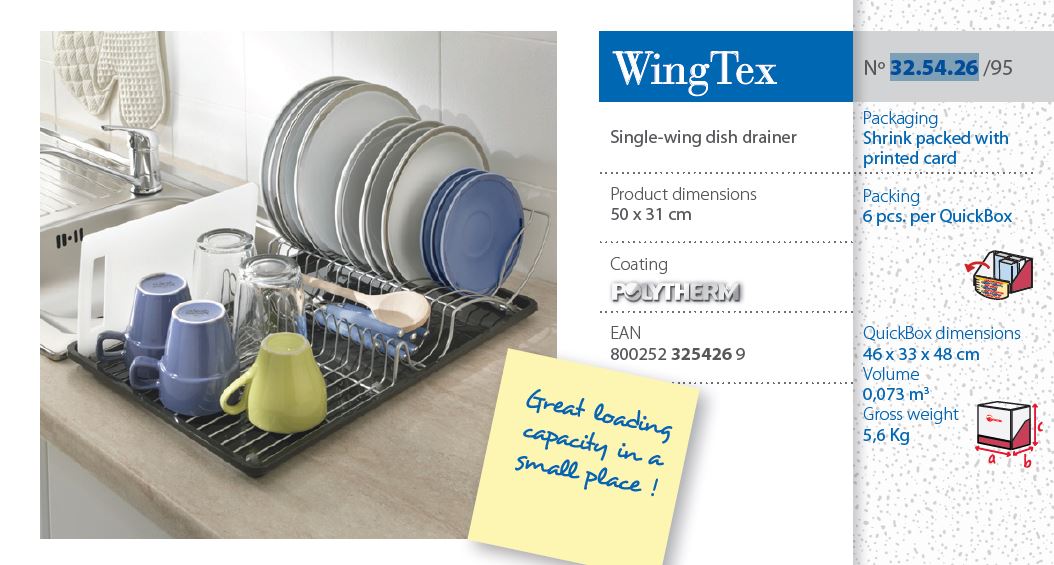 WingTex
Nº 32.54.26 /95
Single-wing dish drainer
Product dimensions
50 x 31 cm
Coating
POLYTHERM
EAN
800252 325426 9
Packaging
Shrink packed with
printed card
Packing
6 pcs. per QuickBox
QuickBox dimensions
46 x 33 x 48 cm
Volume
0,073 m³
Gross weight
5,6 Kg
a
b
c
Great loading
capacity in a
small place !